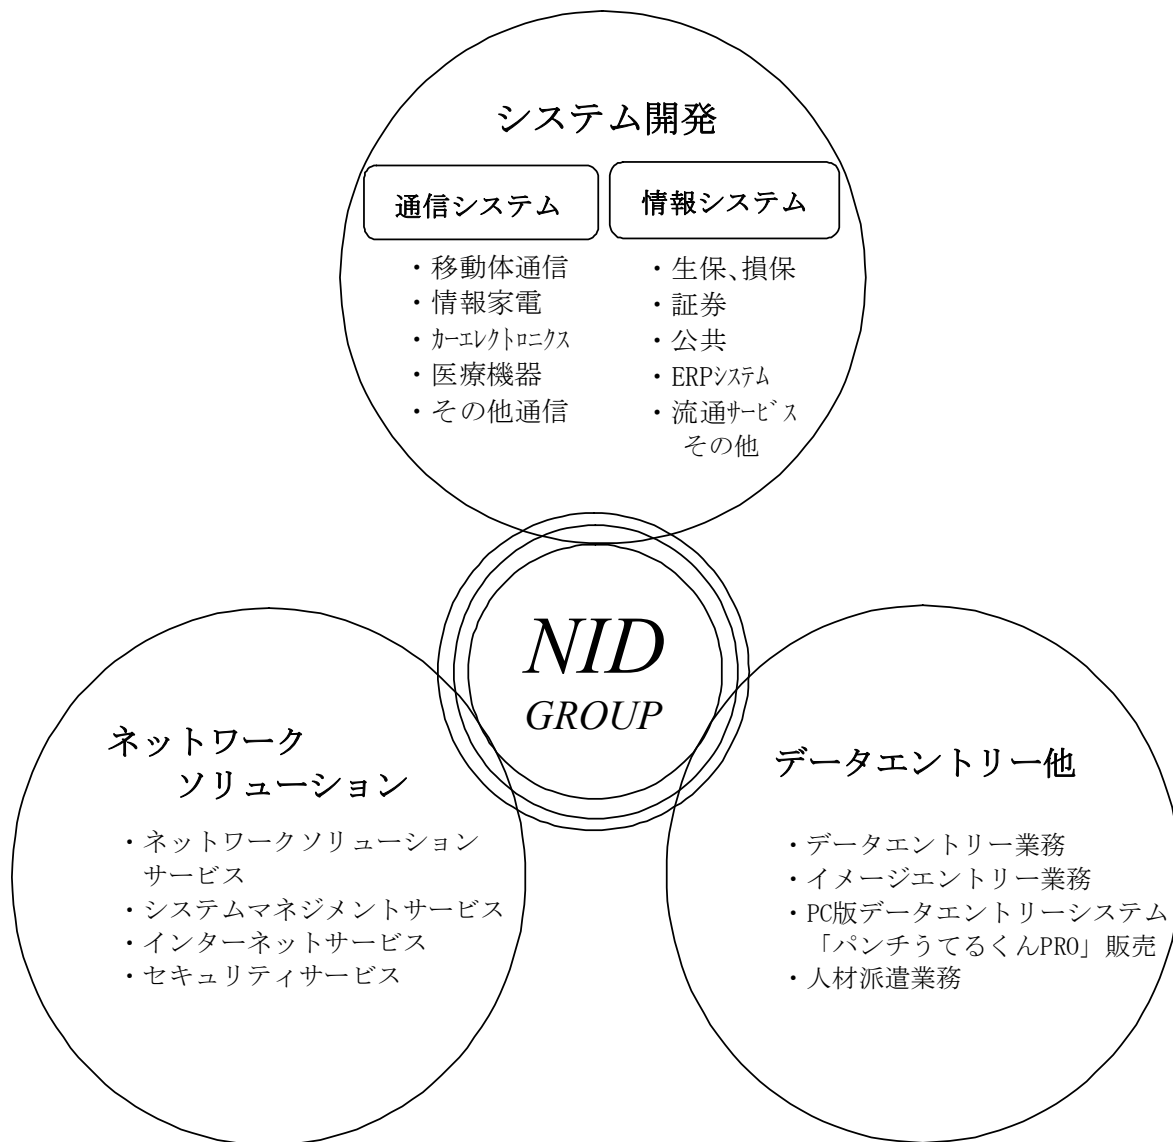 システム開発
通信システム
・移動体通信
・情報家電
・ｶｰｴﾚｸﾄﾛﾆｸｽ
・医療機器
・その他通信
情報システム
・生保、損保
・証券
・公共
・ERPｼｽﾃﾑ
・流通ｻｰﾋﾞｽ
その他
NID
GROUP
ネットワーク
ソリューション
・ネットワークソリューション
サービス
・システムマネジメントサービス
・インターネットサービス
・セキュリティサービス
データエントリー他
・データエントリー業務
・イメージエントリー業務
・PC版データエントリーシステム
「パンチうてるくんPRO」販売
・人材派遣業務